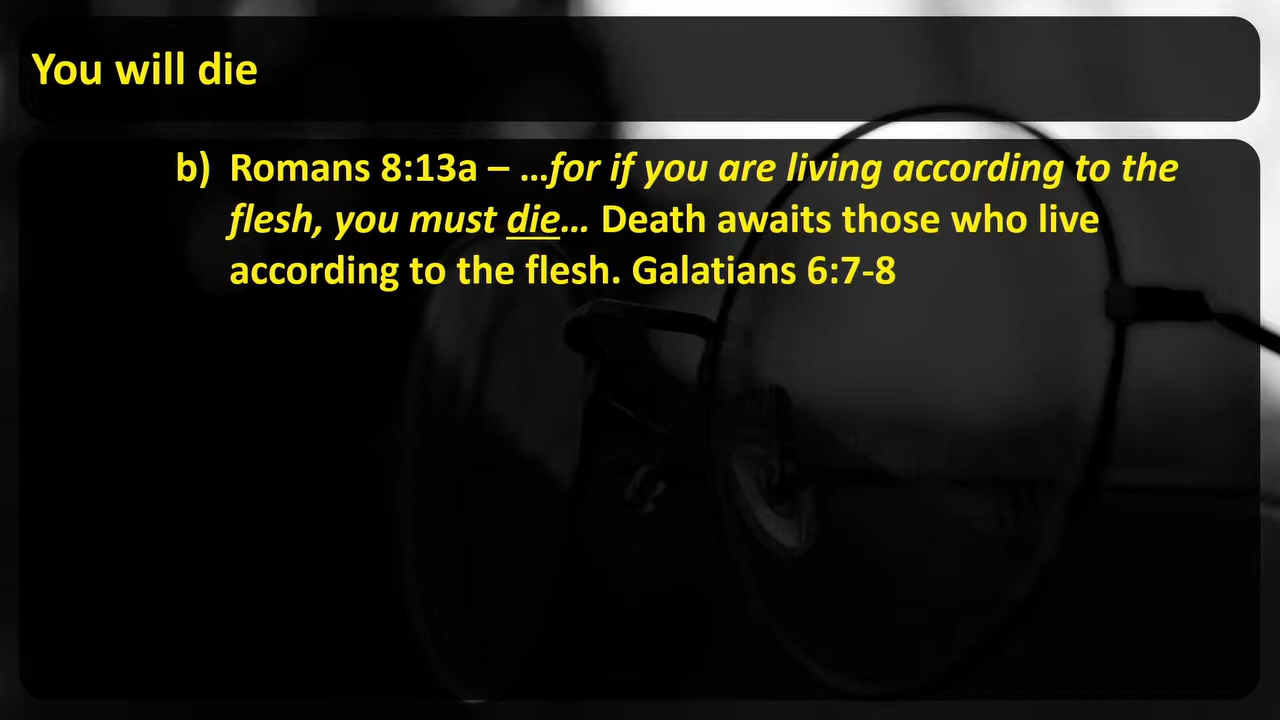 You will die
b) Romans 8:13a – …for if you are living according to the
flesh, you must die… Death awaits those who live
according to the flesh. Galatians 6:7-8